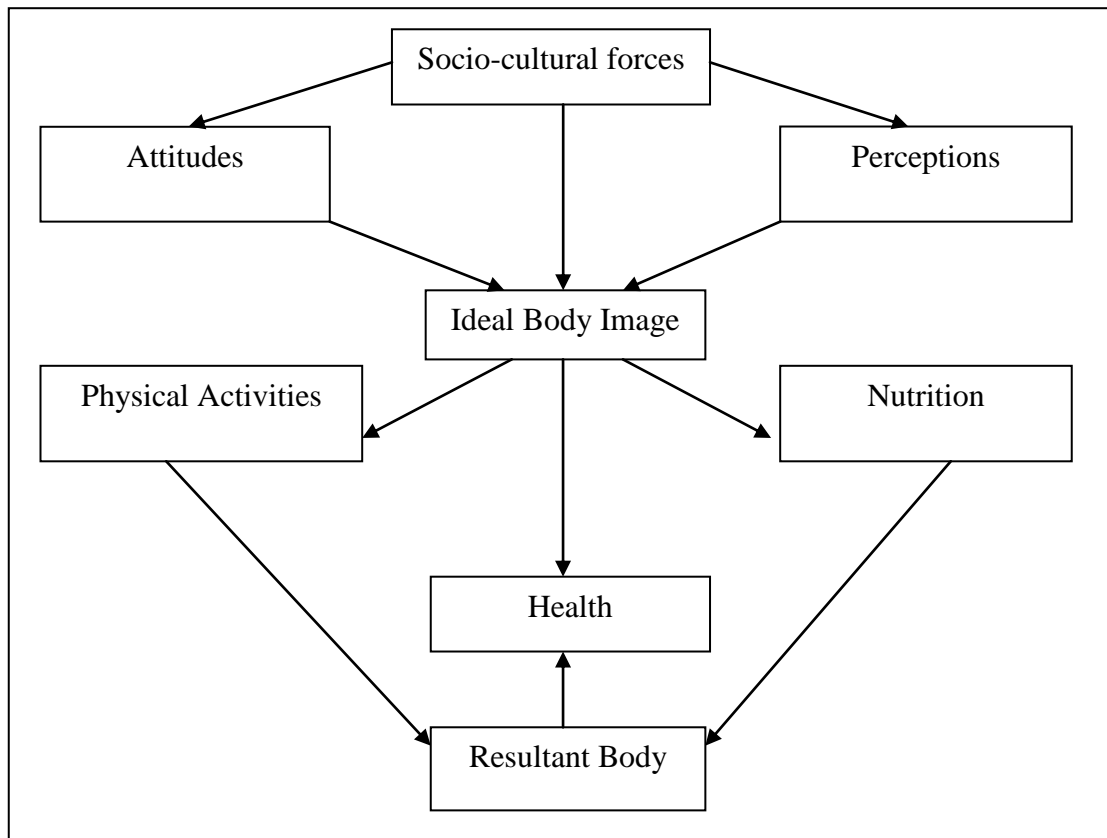 Socio-cultural forces
Attitudes
Perceptions
Ideal Body Image
Physical Activities
Nutrition
Health
Resultant Body